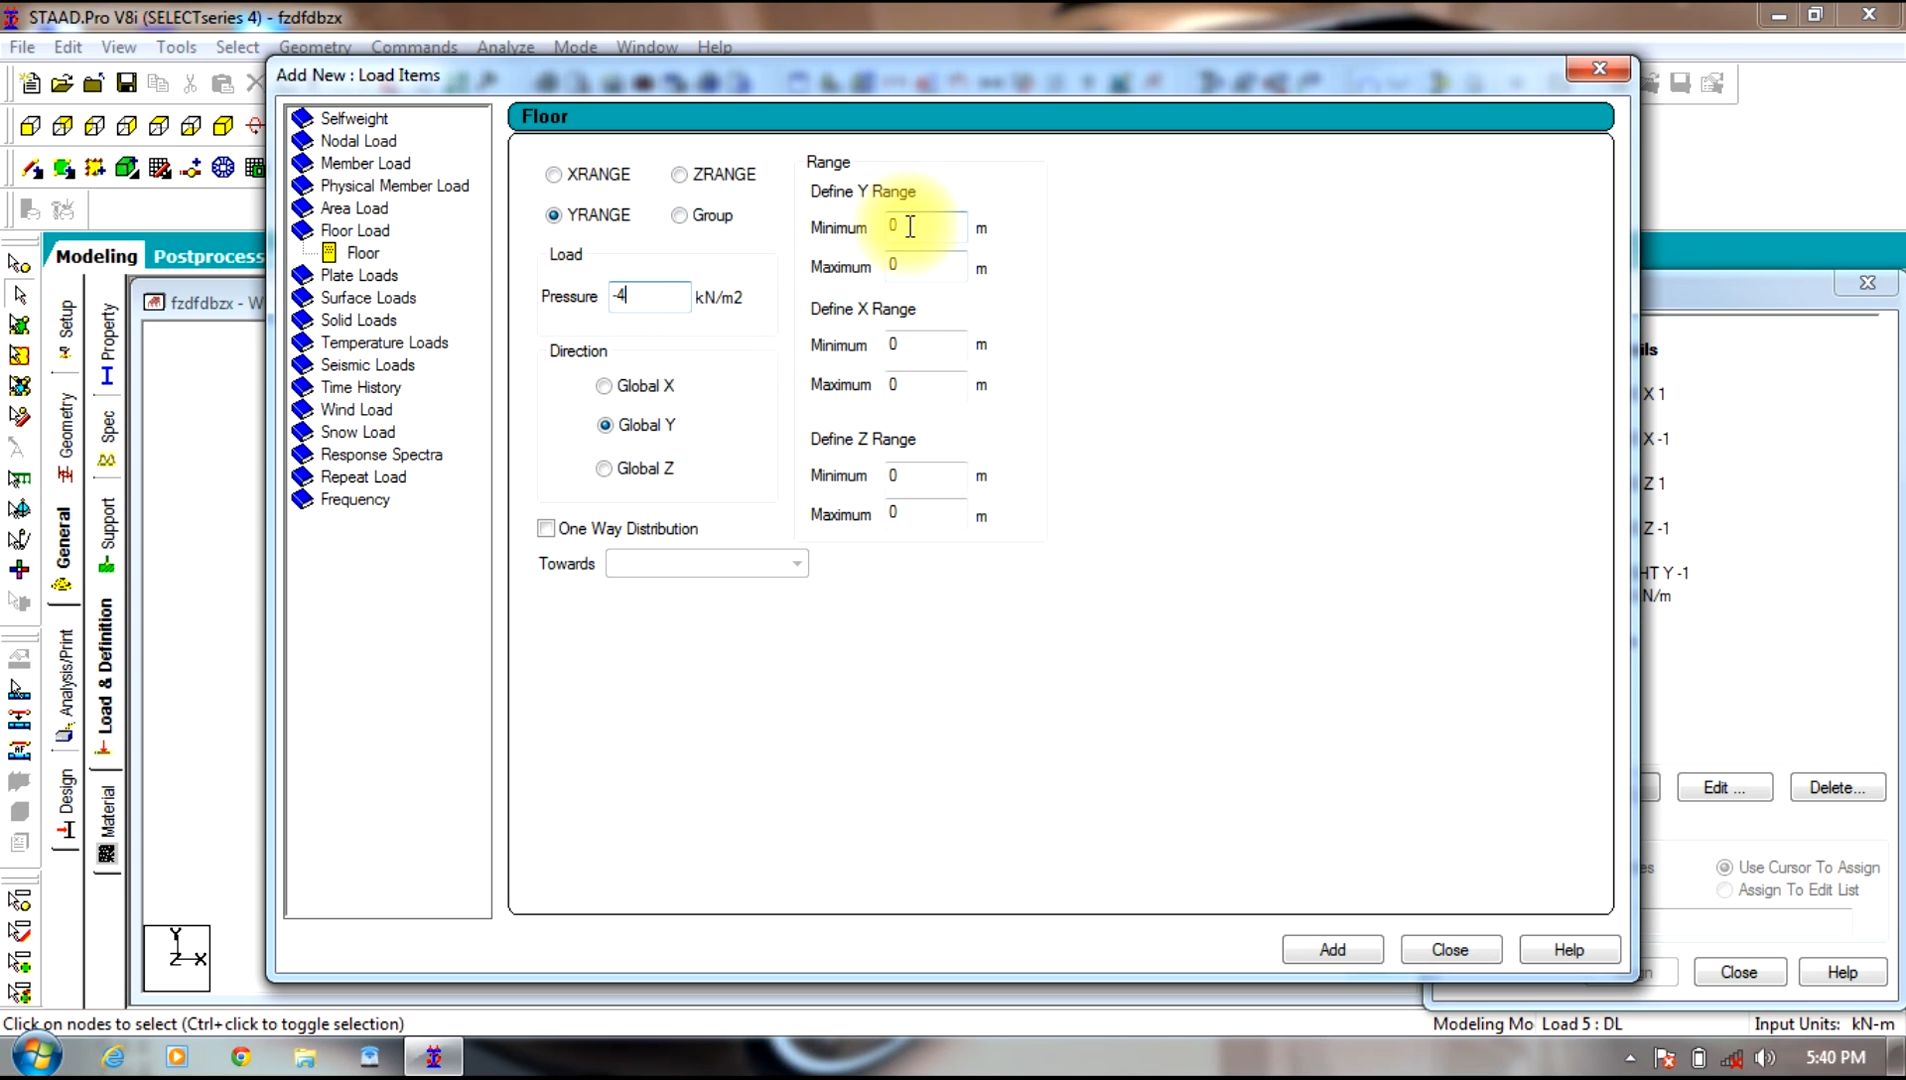 STAAD.Pro V8i (SELECTseries 4) - fzdfdbzx
File Edit View Tools Select Geometry Commands Analyze Mode Window Help
Add New : Load Items
Selfweight
Nodal Load
Member Load
Physical Member Load
Area Load
Floor Load
Floor
Plate Loads
Surface Loads
Solid Loads
Temperature Loads
Seismic Loads
Time History
Wind Load
Snow Load
Response Spectra
Repeat Load
Frequency
Floor
XRANGE ZRANGE
YRANGE Group
Load
Pressure -4 kN/m2
Direction
Global X
Global Y
Global Z
One Way Distribution
Towards
Range
Define Y Range
Minimum 0 m
Maximum 0 m
Define X Range
Minimum 0 m
Maximum 0 m
Define Z Range
Minimum 0 m
Maximum 0 m
Add Close Help
Modeling Postprocess
fzdfdbzx - W
Setup
Geometry
General
Analysis/Print
Design
Property
Spec
Support
Load & Definition
Material
Y
Z X
ils
X 1
X -1
Z 1
Z -1
HT Y -1
N/m
Edit ... Delete...
es Use Cursor To Assign
Assign To Edit List
gn Close Help
Click on nodes to select (Ctrl+click to toggle selection)
Modeling Mo Load 5 : DL Input Units: kN-m
5:40 PM